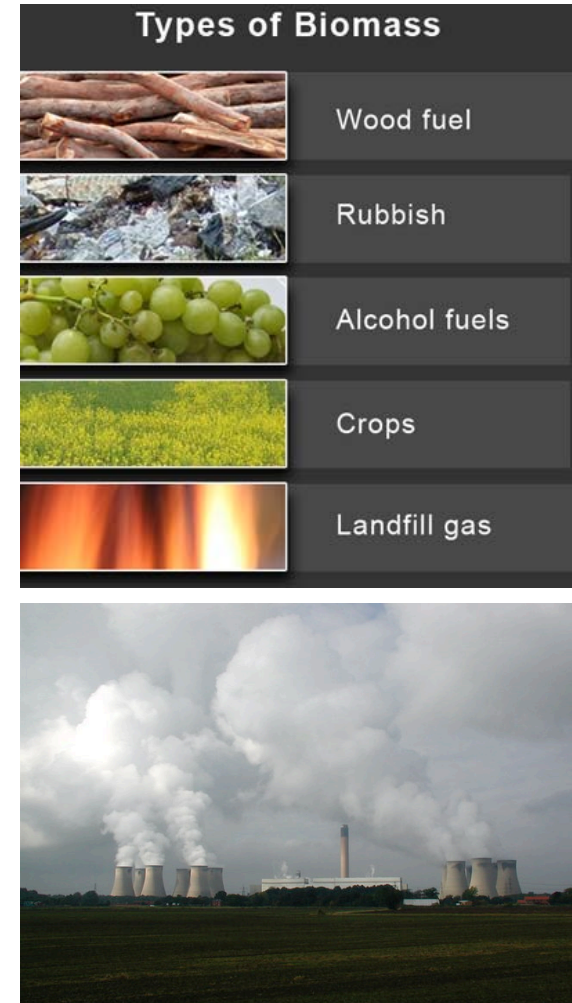 Types of Biomass
Wood fuel
Rubbish
Alcohol fuels
Crops
Landfill gas